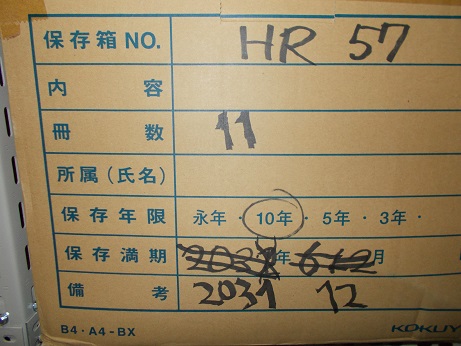 保存箱NO. HR 57
内容
冊数 11
所属(氏名)
保存年限 永年・10年・5年・3年・
保存満期 年 月
備考 2031 12
B4・A4-BX KOKUY